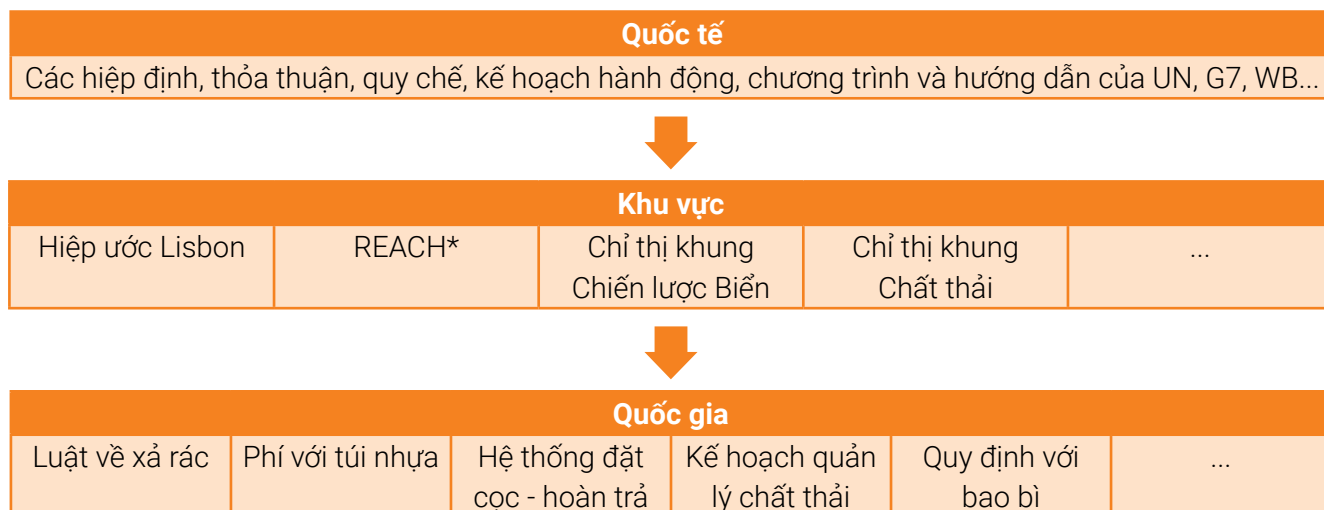 Quốc tế
Các hiệp định, thỏa thuận, quy chế, kế hoạch hành động, chương trình và hướng dẫn của UN, G7, WB...
Khu vực
Hiệp ước Lisbon
REACH*
Chỉ thị khung
Chiến lược Biển
Chỉ thị khung
Chất thải
...
Quốc gia
Luật về xả rác
Phí với túi nhựa
Hệ thống đặt
cọc - hoàn trả
Kế hoạch quản
lý chất thải
Quy định với
bao bì
...